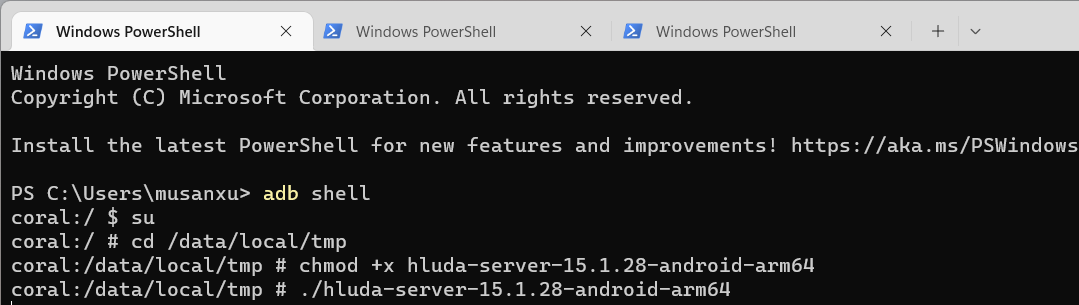 Windows PowerShell
Windows PowerShell
Windows PowerShell
Windows PowerShell
Copyright (C) Microsoft Corporation. All rights reserved.
Install the latest PowerShell for new features and improvements! https://aka.ms/PSWindows
PS C:\Users\musanxu> adb shell
coral:/ $ su
coral:/ # cd /data/local/tmp
coral:/data/local/tmp # chmod +x hluda-server-15.1.28-android-arm64
coral:/data/local/tmp # ./hluda-server-15.1.28-android-arm64